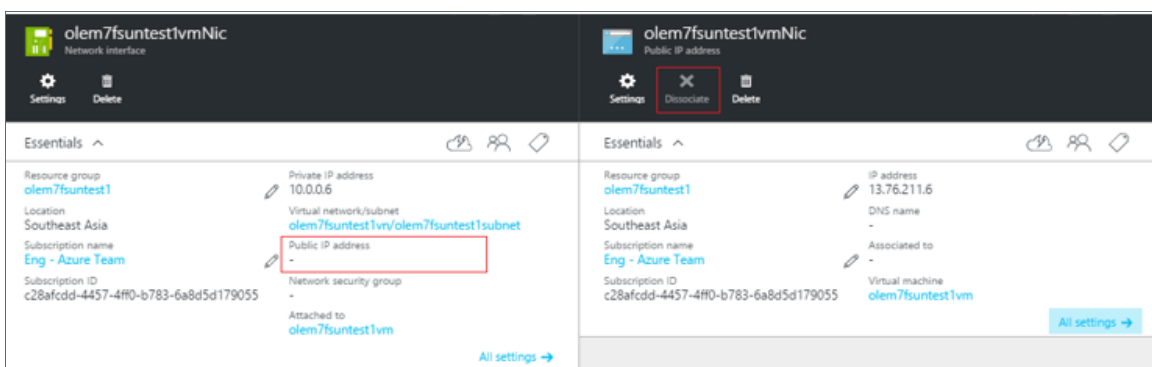 olem7fsuntest1vmNic
Network interface
Settings
Delete
Essentials
Resource group
olem7fsuntest1
Location
Southeast Asia
Subscription name
Eng - Azure Team
Subscription ID
c28afcdd-4457-4ff0-b783-6a8d5d179055
Private IP address
10.0.0.6
Virtual network/subnet
olem7fsuntest1vn/olem7fsuntest1subnet
Public IP address
-
Network security group
-
Attached to
olem7fsuntest1vm
All settings →
olem7fsuntest1vmNic
Public IP address
Settings
Dissociate
Delete
Essentials
Resource group
olem7fsuntest1
Location
Southeast Asia
Subscription name
Eng - Azure Team
Subscription ID
c28afcdd-4457-4ff0-b783-6a8d5d179055
IP address
13.76.211.6
DNS name
-
Associated to
-
Virtual machine
olem7fsuntest1vm
All settings →